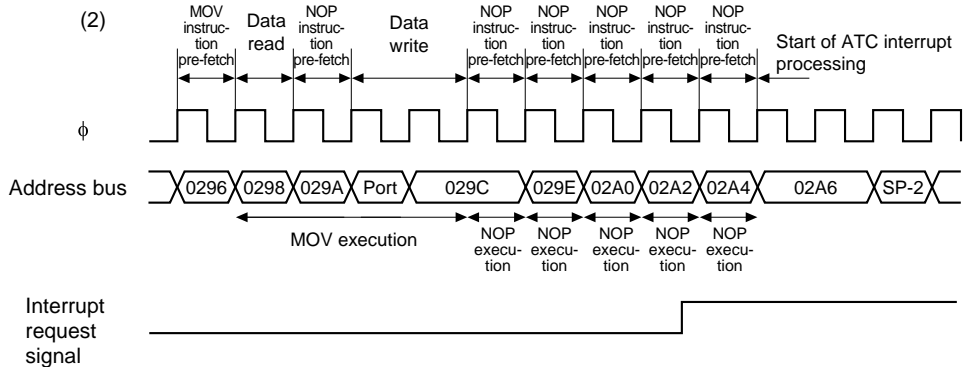 (2)
MOV
instruc-
tion
pre-fetch
Data
read
NOP
instruc-
tion
pre-fetch
Data
write
NOP
instruc-
tion
pre-fetch
NOP
instruc-
tion
pre-fetch
NOP
instruc-
tion
pre-fetch
NOP
instruc-
tion
pre-fetch
NOP
instruc-
tion
pre-fetch
Start of ATC interrupt
processing
ϕ
Address bus
0296 0298 029A Port 029C 029E 02A0 02A2 02A4 02A6 SP-2
MOV execution
NOP
execu-
tion
NOP
execu-
tion
NOP
execu-
tion
NOP
execu-
tion
NOP
execu-
tion
Interrupt
request
signal